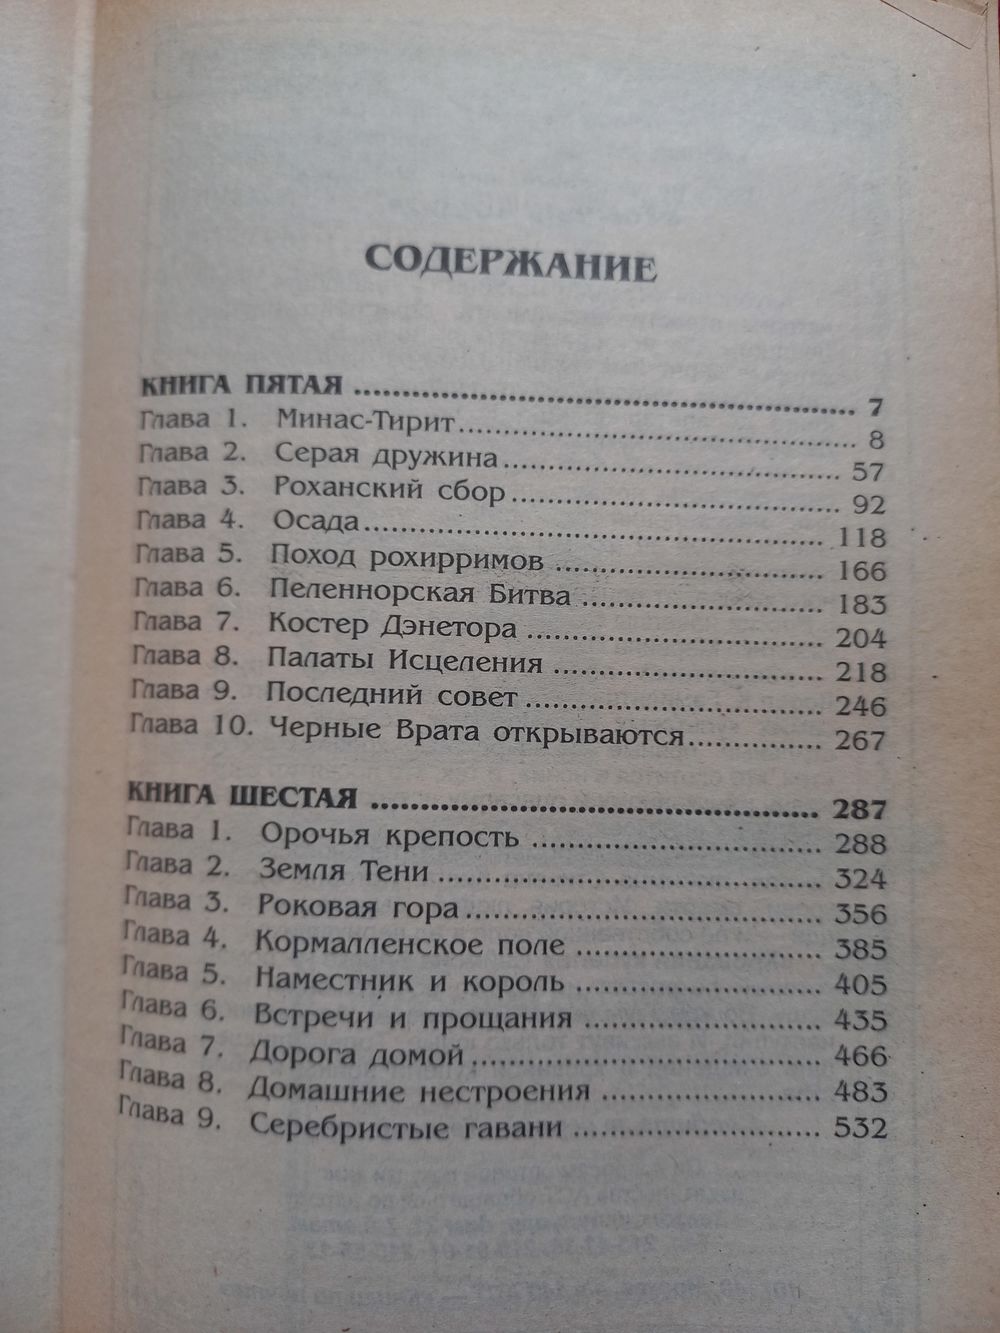 СОДЕРЖАНИЕ
КНИГА ПЯТАЯ ........................................................ 7
Глава 1. Минас-Тирит ............................................ 8
Глава 2. Серая дружина ....................................... 57
Глава 3. Роханский сбор ...................................... 92
Глава 4. Осада .................................................... 118
Глава 5. Поход рохирримов ................................ 166
Глава 6. Пеленнорская Битва ............................. 183
Глава 7. Костер Дэнетора ................................... 204
Глава 8. Палаты Исцеления ................................ 218
Глава 9. Последний совет ................................... 246
Глава 10. Черные Врата открываются ................ 267
КНИГА ШЕСТАЯ .................................................. 287
Глава 1. Орочья крепость ................................... 288
Глава 2. Земля Тени ............................................ 324
Глава 3. Роковая гора ......................................... 356
Глава 4. Кормалленское поле ............................. 385
Глава 5. Наместник и король .............................. 405
Глава 6. Встречи и прощания ............................. 435
Глава 7. Дорога домой ........................................ 466
Глава 8. Домашние нестроения .......................... 483
Глава 9. Серебристые гавани ............................. 532